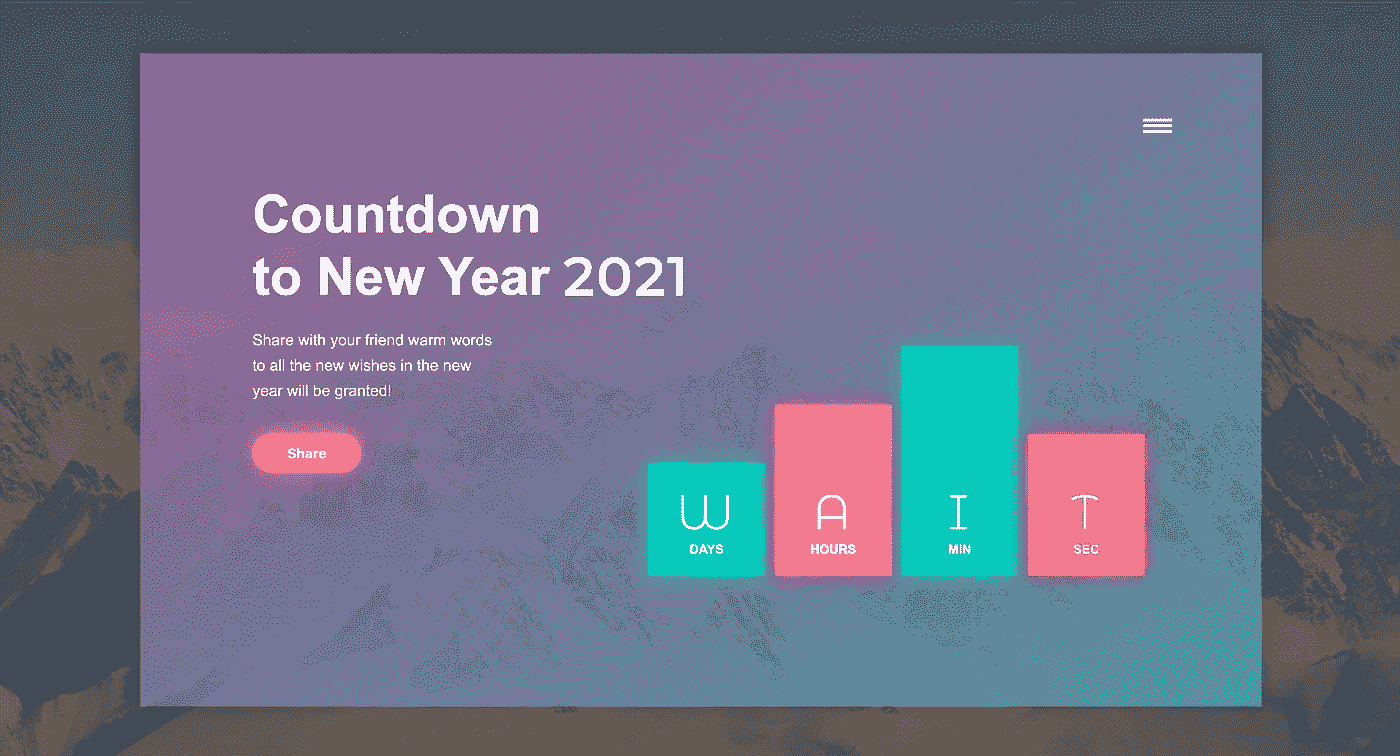 Countdown
to New Year 2021
Share with your friend warm words
to all the new wishes in the new
year will be granted!
Share
W A I T
DAYS HOURS MIN SEC